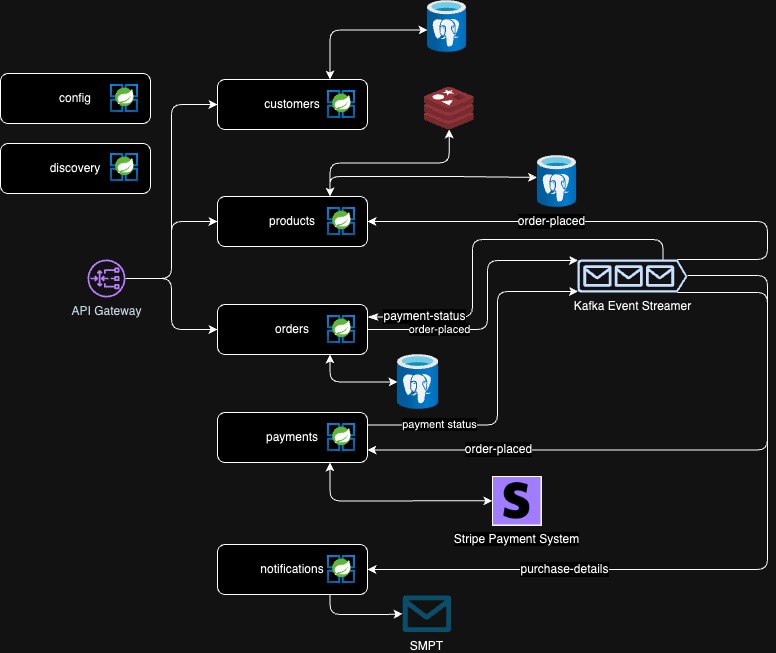 config
customers
discovery
products
order-placed
API Gateway
Kafka Event Streamer
payment-status
orders
order-placed
payment status
payments
order-placed
S
Stripe Payment System
notifications
purchase-details
SMPT